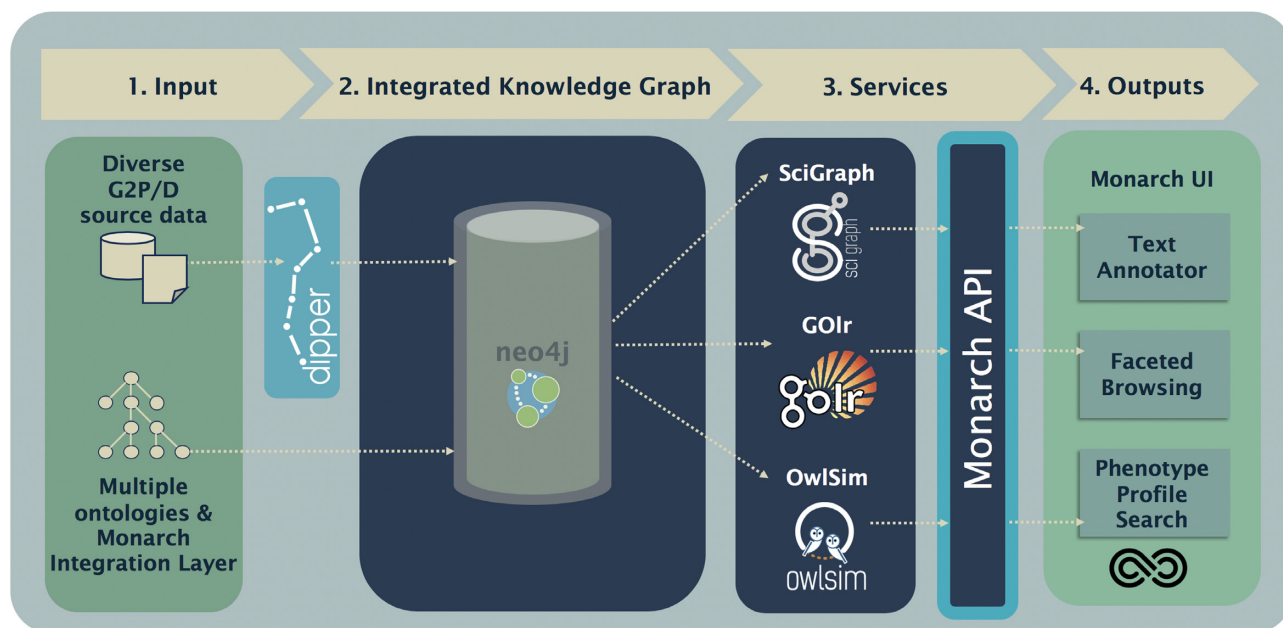 1. Input
2. Integrated Knowledge Graph
3. Services
4. Outputs
Diverse
G2P/D
source data
Multiple
ontologies &
Monarch
Integration Layer
dipper
neo4j
SciGraph
sci graph
GOlr
golr
OwlSim
owlsim
Monarch API
Monarch UI
Text
Annotator
Faceted
Browsing
Phenotype
Profile
Search